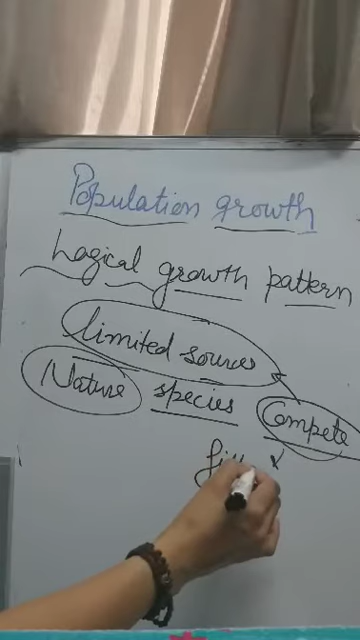 Population growth
Logical growth pattern
limited sources
Nature species Compete